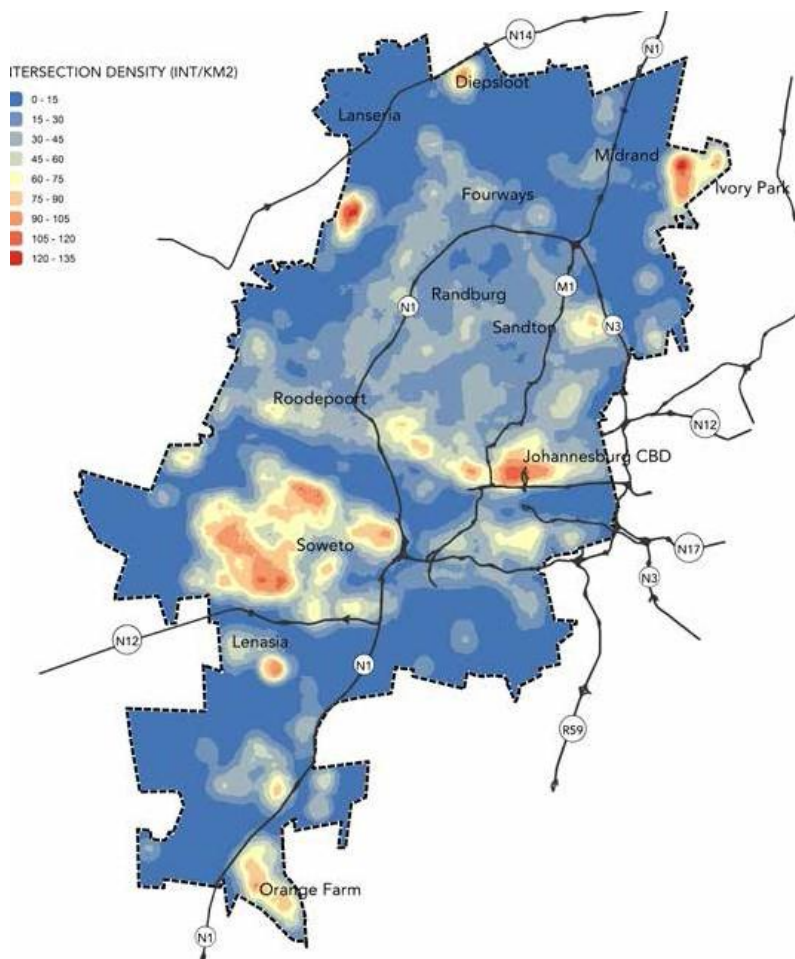 N14
N1
NTERSECTION DENSITY (INT/KM2)
0 - 15
15 - 30
30 - 45
45 - 60
60 - 75
75 - 90
90 - 105
105 - 120
120 - 135
Diepsloot
Lanseria
Midrand
Ivory Park
Fourways
M1
Randburg
N1
Sandton
N3
Roodepoort
N12
Johannesburg CBD
Soweto
N17
N3
N12
Lenasia
N1
R59
Orange Farm
N1